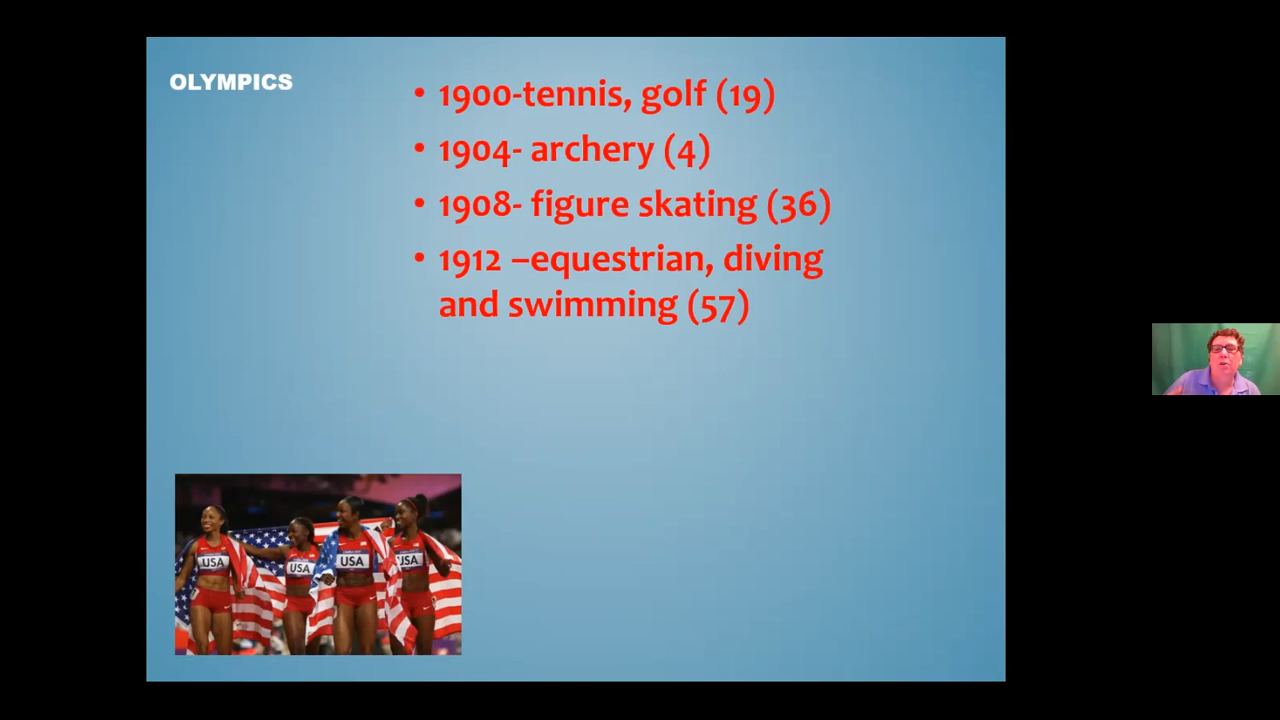 OLYMPICS
• 1900-tennis, golf (19)
• 1904- archery (4)
• 1908- figure skating (36)
• 1912 –equestrian, diving
and swimming (57)
USA
USA
USA
USA